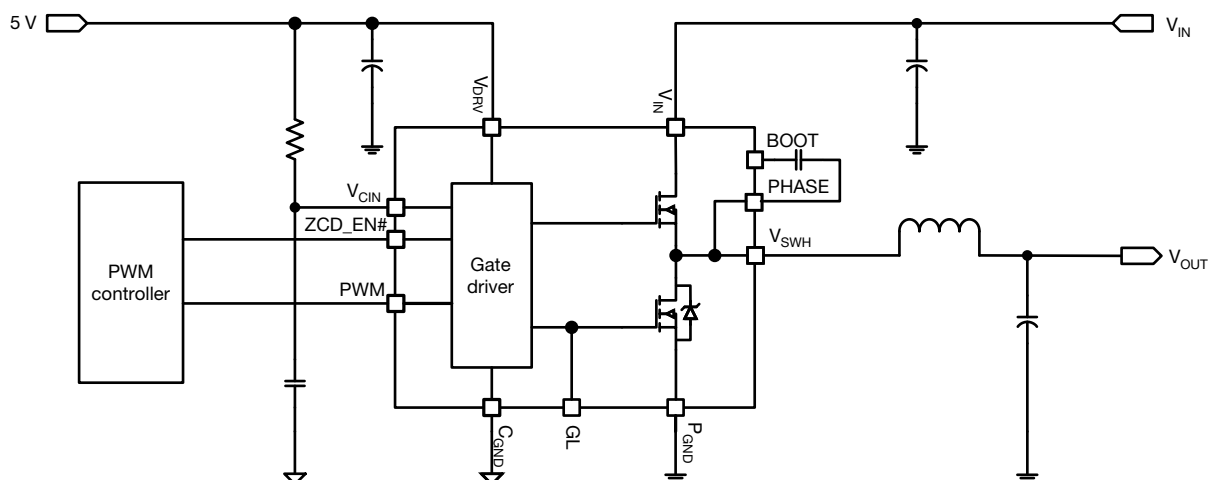 5 V
V_IN
V_DRV
V_IN
BOOT
PHASE
V_CIN
ZCD_EN#
V_SWH
PWM
controller
Gate
driver
V_OUT
PWM
C_GND
GL
P_GND